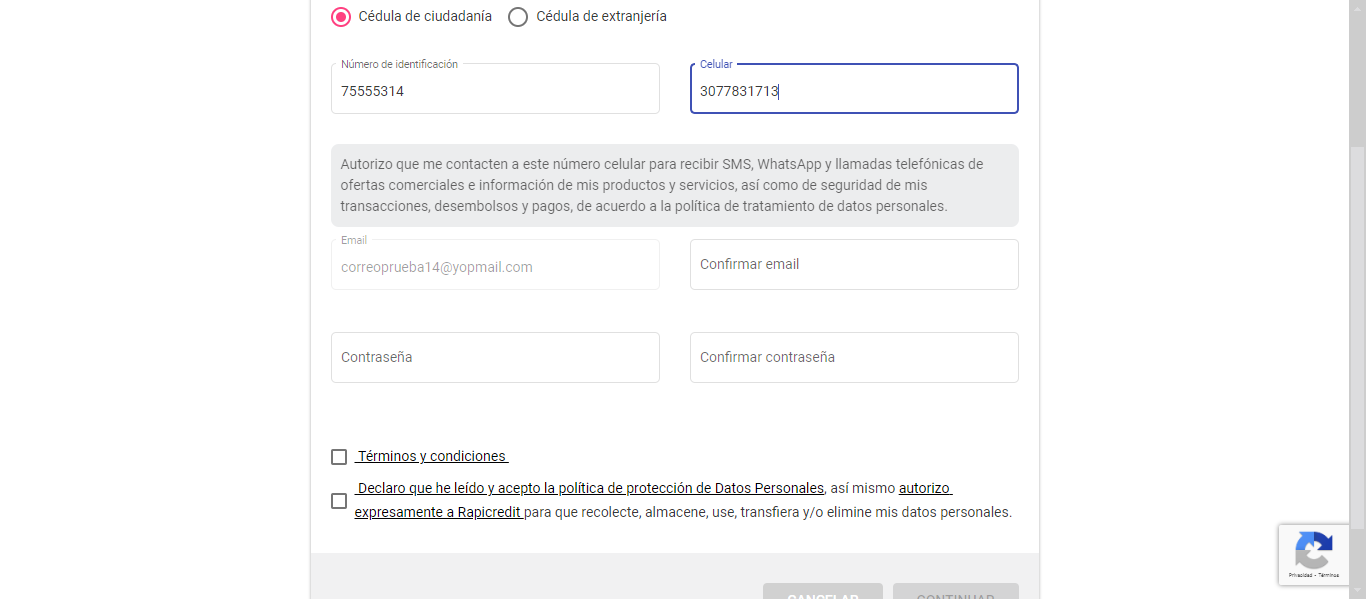 Cédula de ciudadanía Cédula de extranjería
Número de identificación Celular
75555314 3077831713
Autorizo que me contacten a este número celular para recibir SMS, WhatsApp y llamadas telefónicas de
ofertas comerciales e información de mis productos y servicios, así como de seguridad de mis
transacciones, desembolsos y pagos, de acuerdo a la política de tratamiento de datos personales.
Email
correoprueba14@yopmail.com Confirmar email
Contraseña Confirmar contraseña
Términos y condiciones
Declaro que he leído y acepto la política de protección de Datos Personales, así mismo autorizo
expresamente a Rapicredit para que recolecte, almacene, use, transfiera y/o elimine mis datos personales.
Privacidad - Términos
CANCELAR CONTINUAR